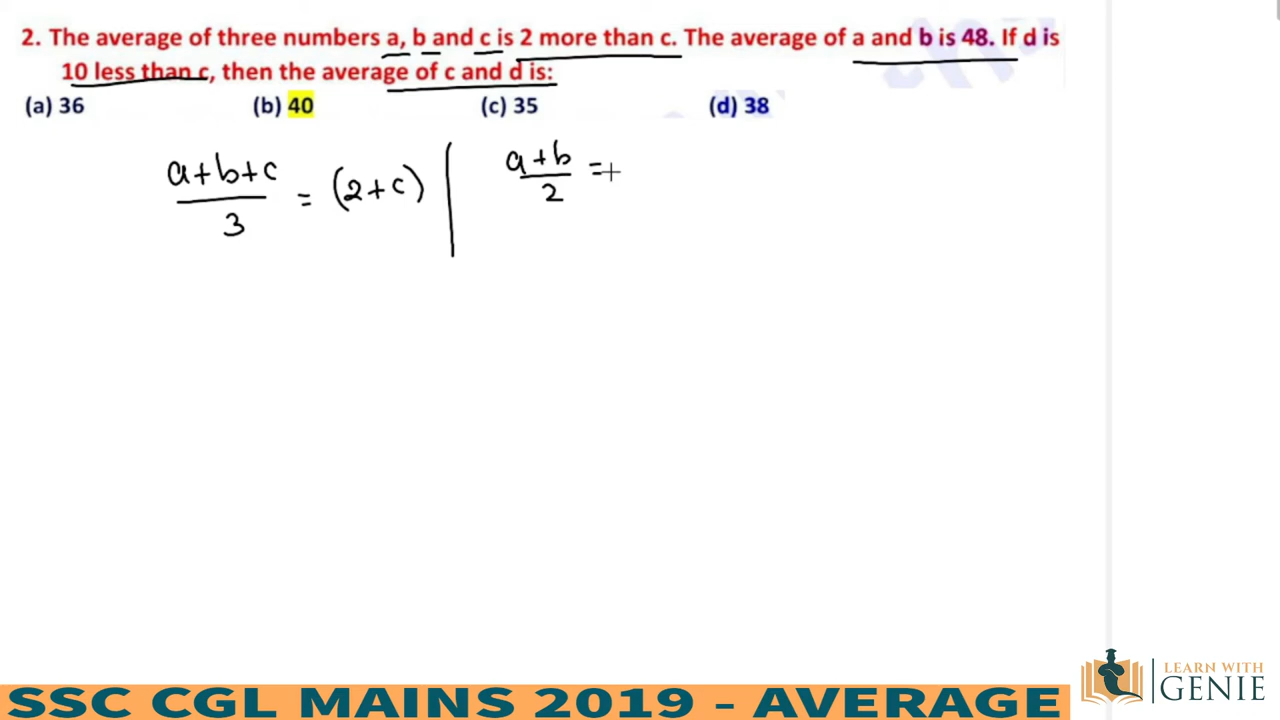 2. The average of three numbers a, b and c is 2 more than c. The average of a and b is 48. If d is
10 less than c, then the average of c and d is:
(a) 36 (b) 40 (c) 35 (d) 38
a+b+c / 3 = (2+c) | a+b / 2 =
LEARN WITH
GENIE
SSC CGL MAINS 2019 - AVERAGE